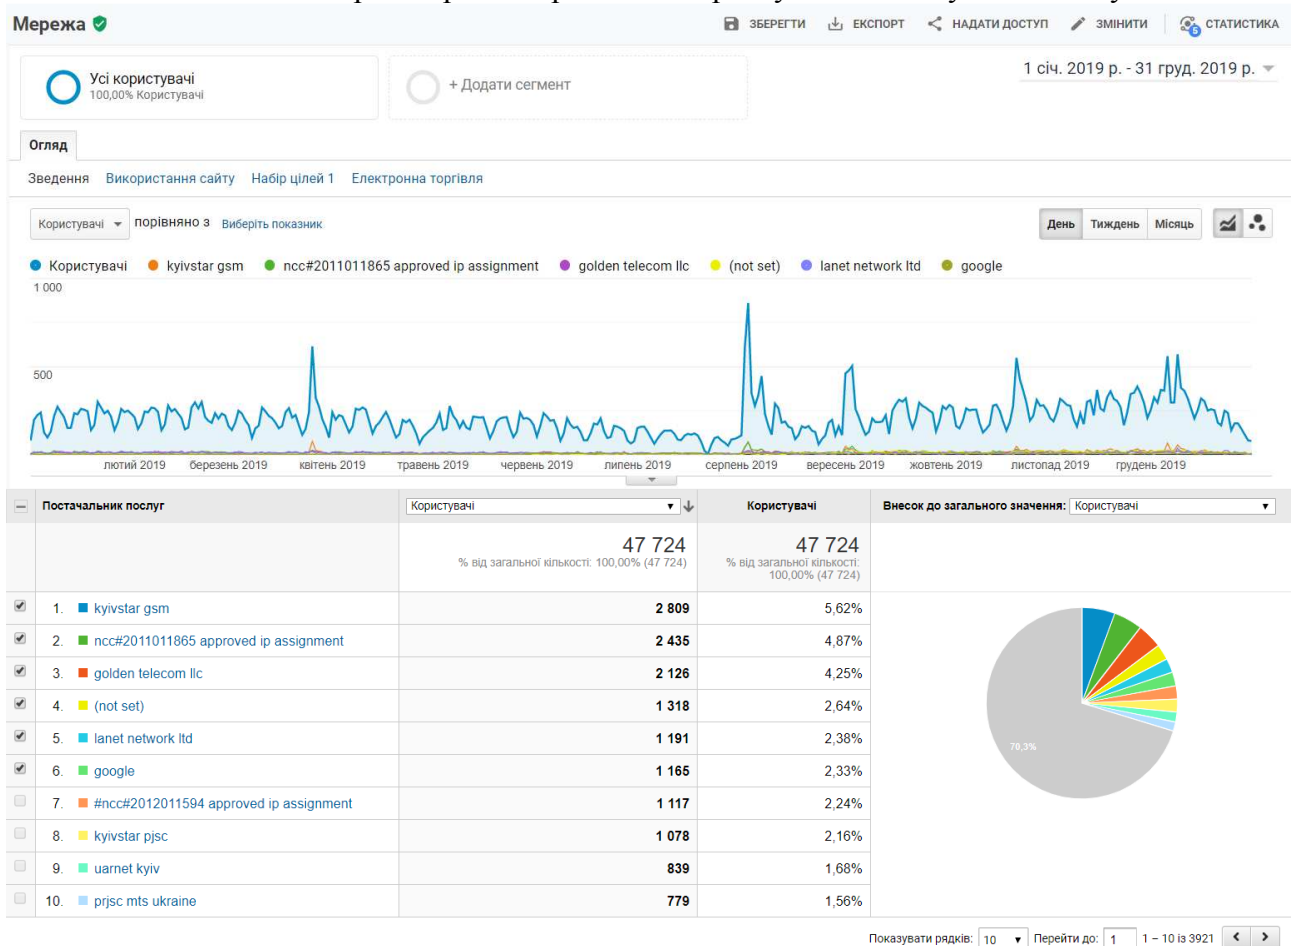 Мережа
ЗБЕРЕГТИ ЕКСПОРТ НАДАТИ ДОСТУП ЗМІНИТИ 5 СТАТИСТИКА
Усі користувачі
100,00% Користувачі
+ Додати сегмент
1 січ. 2019 р. - 31 груд. 2019 р.
Огляд
Зведення Використання сайту Набір цілей 1 Електронна торгівля
Користувачі порівняно з Виберіть показник
День Тиждень Місяць
Користувачі kyivstar gsm ncc#2011011865 approved ip assignment golden telecom llc (not set) lanet network ltd google
1 000
500
лютий 2019 березень 2019 квітень 2019 травень 2019 червень 2019 липень 2019 серпень 2019 вересень 2019 жовтень 2019 листопад 2019 грудень 2019
Постачальник послуг Користувачі Користувачі Внесок до загального значення: Користувачі
47 724 47 724
% від загальної кількості: 100,00% (47 724) % від загальної кількості:
100,00% (47 724)
1. kyivstar gsm 2 809 5,62%
2. ncc#2011011865 approved ip assignment 2 435 4,87%
3. golden telecom llc 2 126 4,25%
4. (not set) 1 318 2,64%
5. lanet network ltd 1 191 2,38%
6. google 1 165 2,33%
7. #ncc#2012011594 approved ip assignment 1 117 2,24%
8. kyivstar pjsc 1 078 2,16%
9. uarnet kyiv 839 1,68%
10. prjsc mts ukraine 779 1,56%
70,3%
Показувати рядків: 10 Перейти до: 1 1 – 10 із 3921